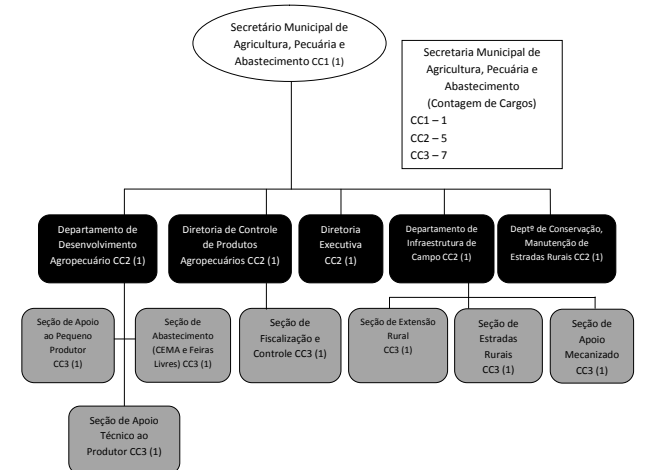 Secretário Municipal de
Agricultura, Pecuária e
Abastecimento CC1 (1)
Secretaria Municipal de
Agricultura, Pecuária e
Abastecimento
(Contagem de Cargos)
CC1 – 1
CC2 – 5
CC3 – 7
Departamento de
Desenvolvimento
Agropecuário CC2 (1)
Diretoria de Controle
de Produtos
Agropecuários CC2 (1)
Diretoria
Executiva
CC2 (1)
Departamento de
Infraestrutura de
Campo CC2 (1)
Deptº de Conservação,
Manutenção de
Estradas Rurais CC2 (1)
Seção de Apoio
ao Pequeno
Produtor
CC3 (1)
Seção de
Abastecimento
(CEMA e Feiras
Livres) CC3 (1)
Seção de
Fiscalização e
Controle CC3 (1)
Seção de Extensão
Rural
CC3 (1)
Seção de
Estradas
Rurais
CC3 (1)
Seção de
Apoio
Mecanizado
CC3 (1)
Seção de Apoio
Técnico ao
Produtor CC3 (1)